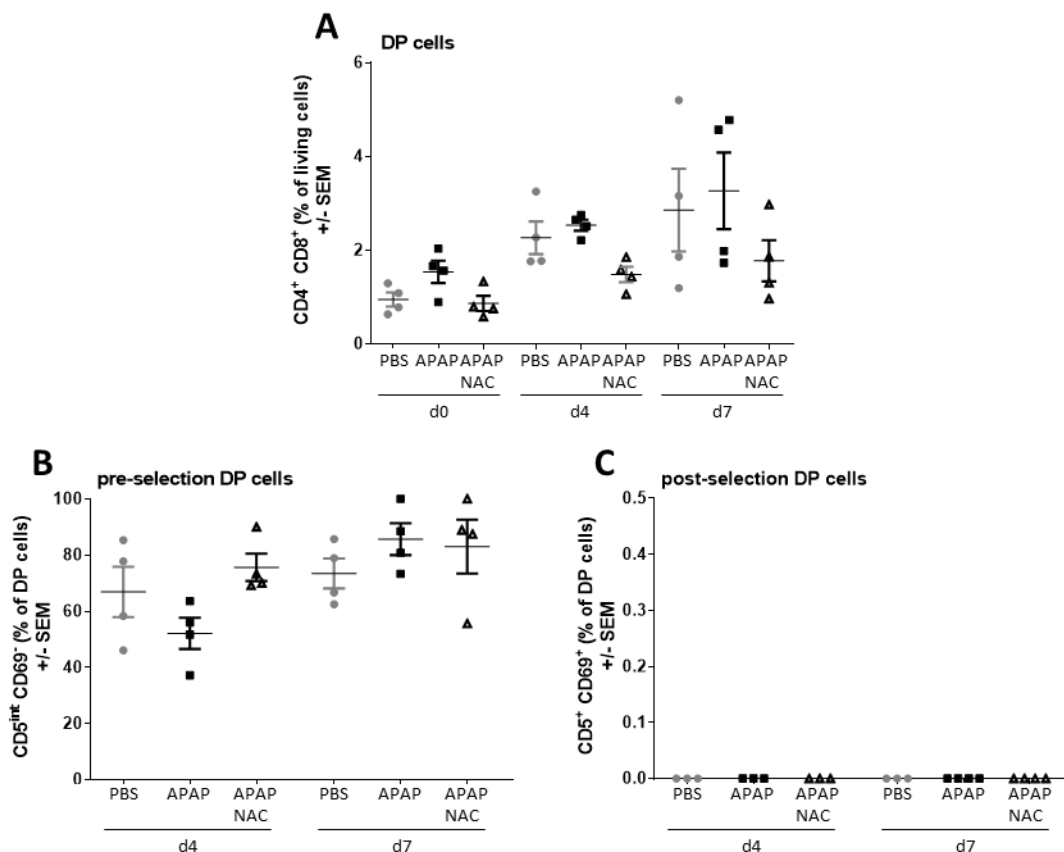 A
DP cells
CD4⁺ CD8⁺ (% of living cells)
+/- SEM
6
4
2
0
PBS APAP APAP NAC PBS APAP APAP NAC PBS APAP APAP NAC
d0 d4 d7
B
pre-selection DP cells
CD5ⁱⁿᵗ CD69⁻ (% of DP cells)
+/- SEM
100
80
60
40
20
0
PBS APAP APAP NAC PBS APAP APAP NAC
d4 d7
C
post-selection DP cells
CD5⁺ CD69⁺ (% of DP cells)
+/- SEM
0.5
0.4
0.3
0.2
0.1
0.0
PBS APAP APAP NAC PBS APAP APAP NAC
d4 d7